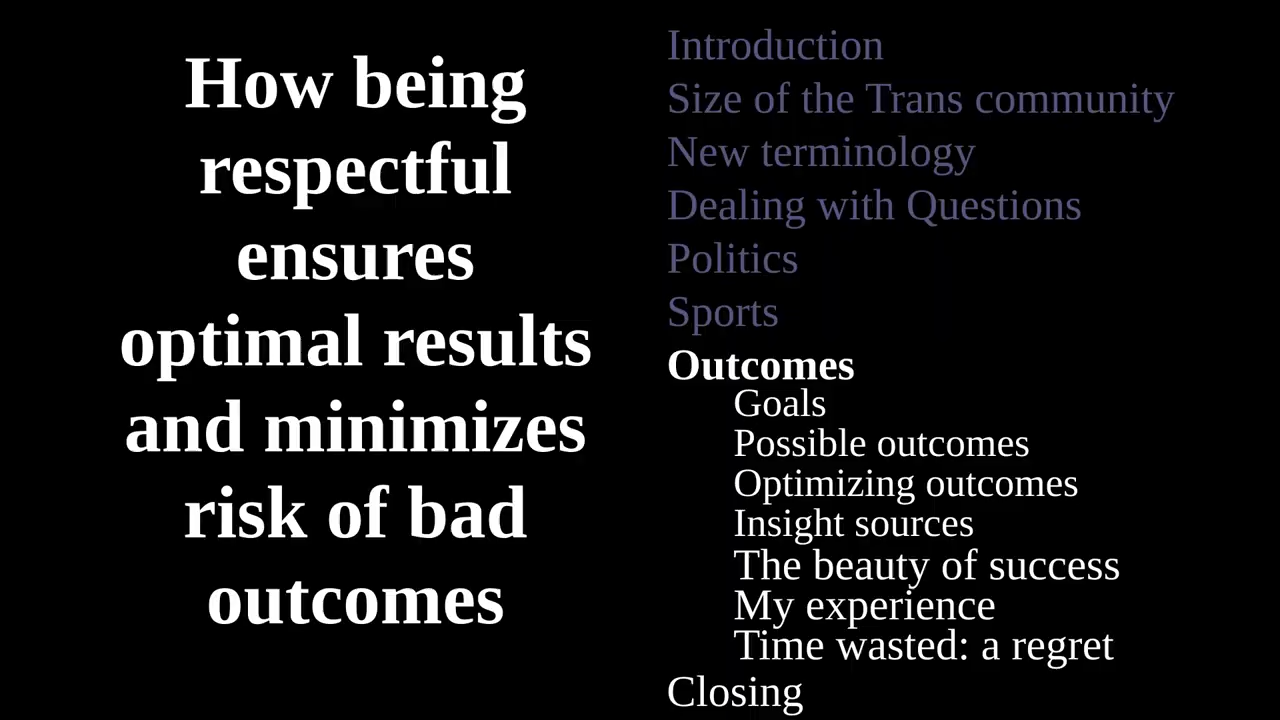 How being
respectful
ensures
optimal results
and minimizes
risk of bad
outcomes
Introduction
Size of the Trans community
New terminology
Dealing with Questions
Politics
Sports
Outcomes
Goals
Possible outcomes
Optimizing outcomes
Insight sources
The beauty of success
My experience
Time wasted: a regret
Closing